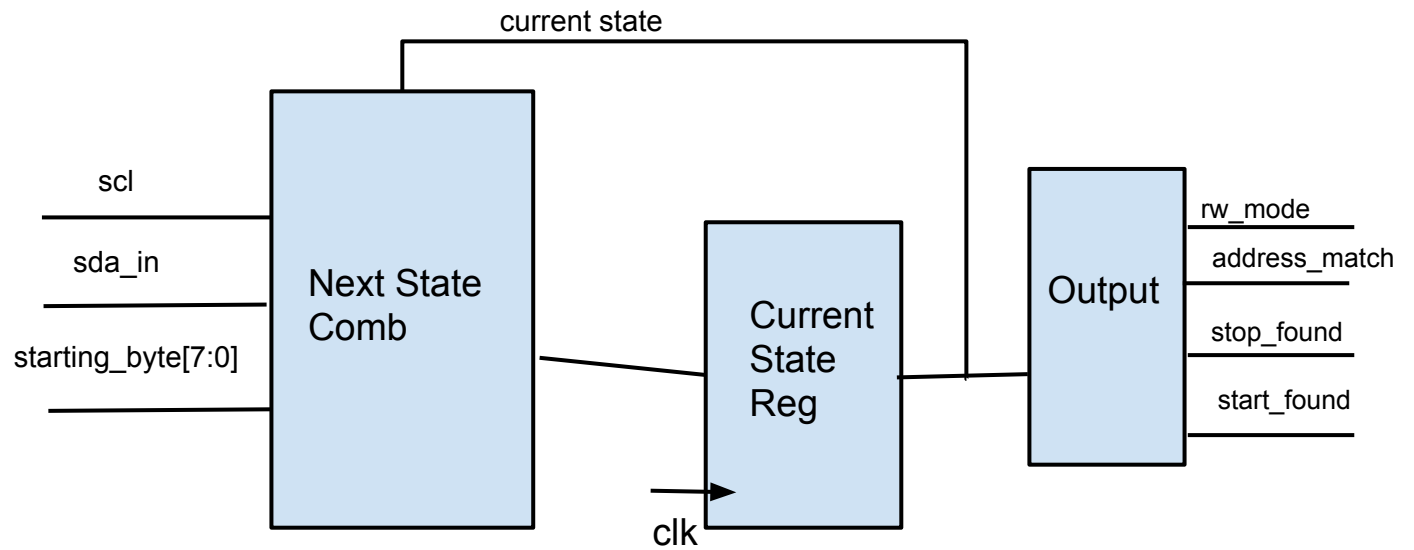 current state
scl
sda_in
starting_byte[7:0]
Next State
Comb
Current
State
Reg
clk
Output
rw_mode
address_match
stop_found
start_found